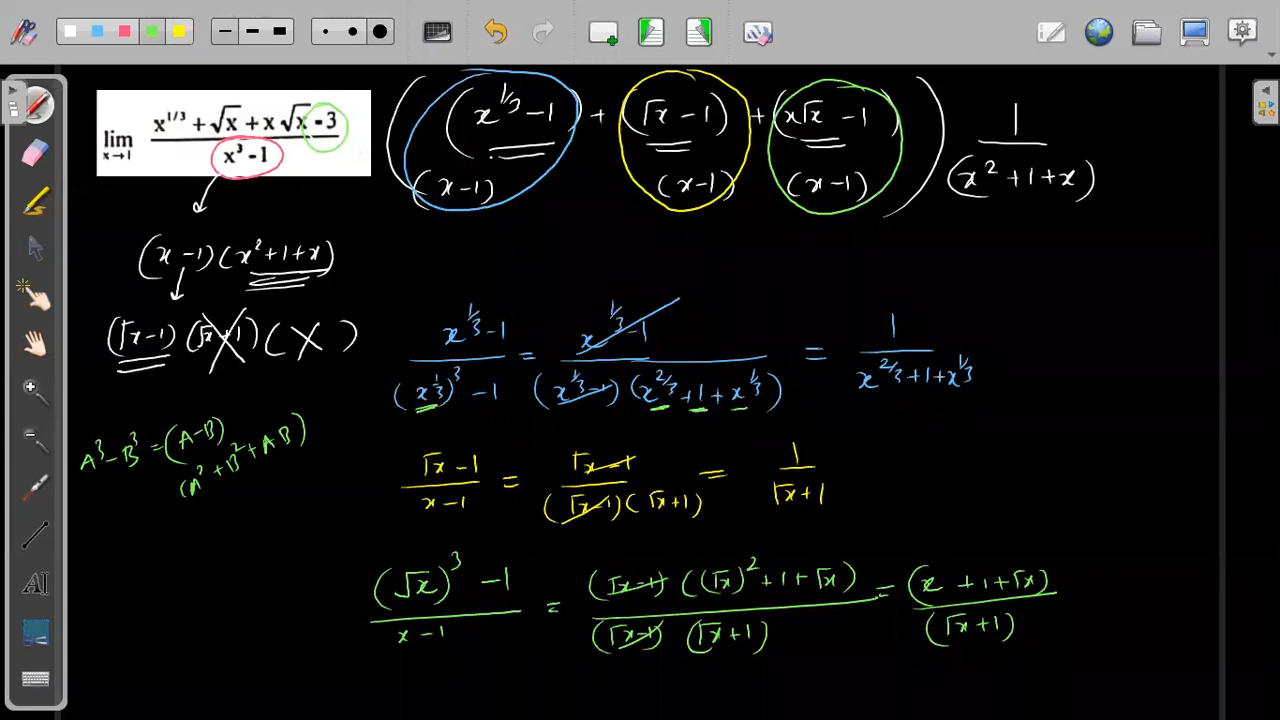 lim x→1 (x^{1/3} + √x + x √x - 3) / (x³ - 1)
( (x^{1/3} - 1)/(x-1) + (√x - 1)/(x-1) + (x√x - 1)/(x-1) ) 1/(x² + 1 + x)
(x - 1)(x² + 1 + x)
(√x - 1)(√x + 1)( )
(x^{1/3} - 1)/((x^{1/3})³ - 1) = (x^{1/3} - 1)/((x^{1/3} - 1)(x^{2/3} + 1 + x^{1/3})) = 1/(x^{2/3} + 1 + x^{1/3})
A³ - B³ = (A - B)
(A² + B² + AB)
(√x - 1)/(x - 1) = (√x - 1)/((√x - 1)(√x + 1)) = 1/(√x + 1)
((√x)³ - 1)/(x - 1) = ((√x - 1)((√x)² + 1 + √x))/((√x - 1)(√x + 1)) = (x + 1 + √x)/(√x + 1)